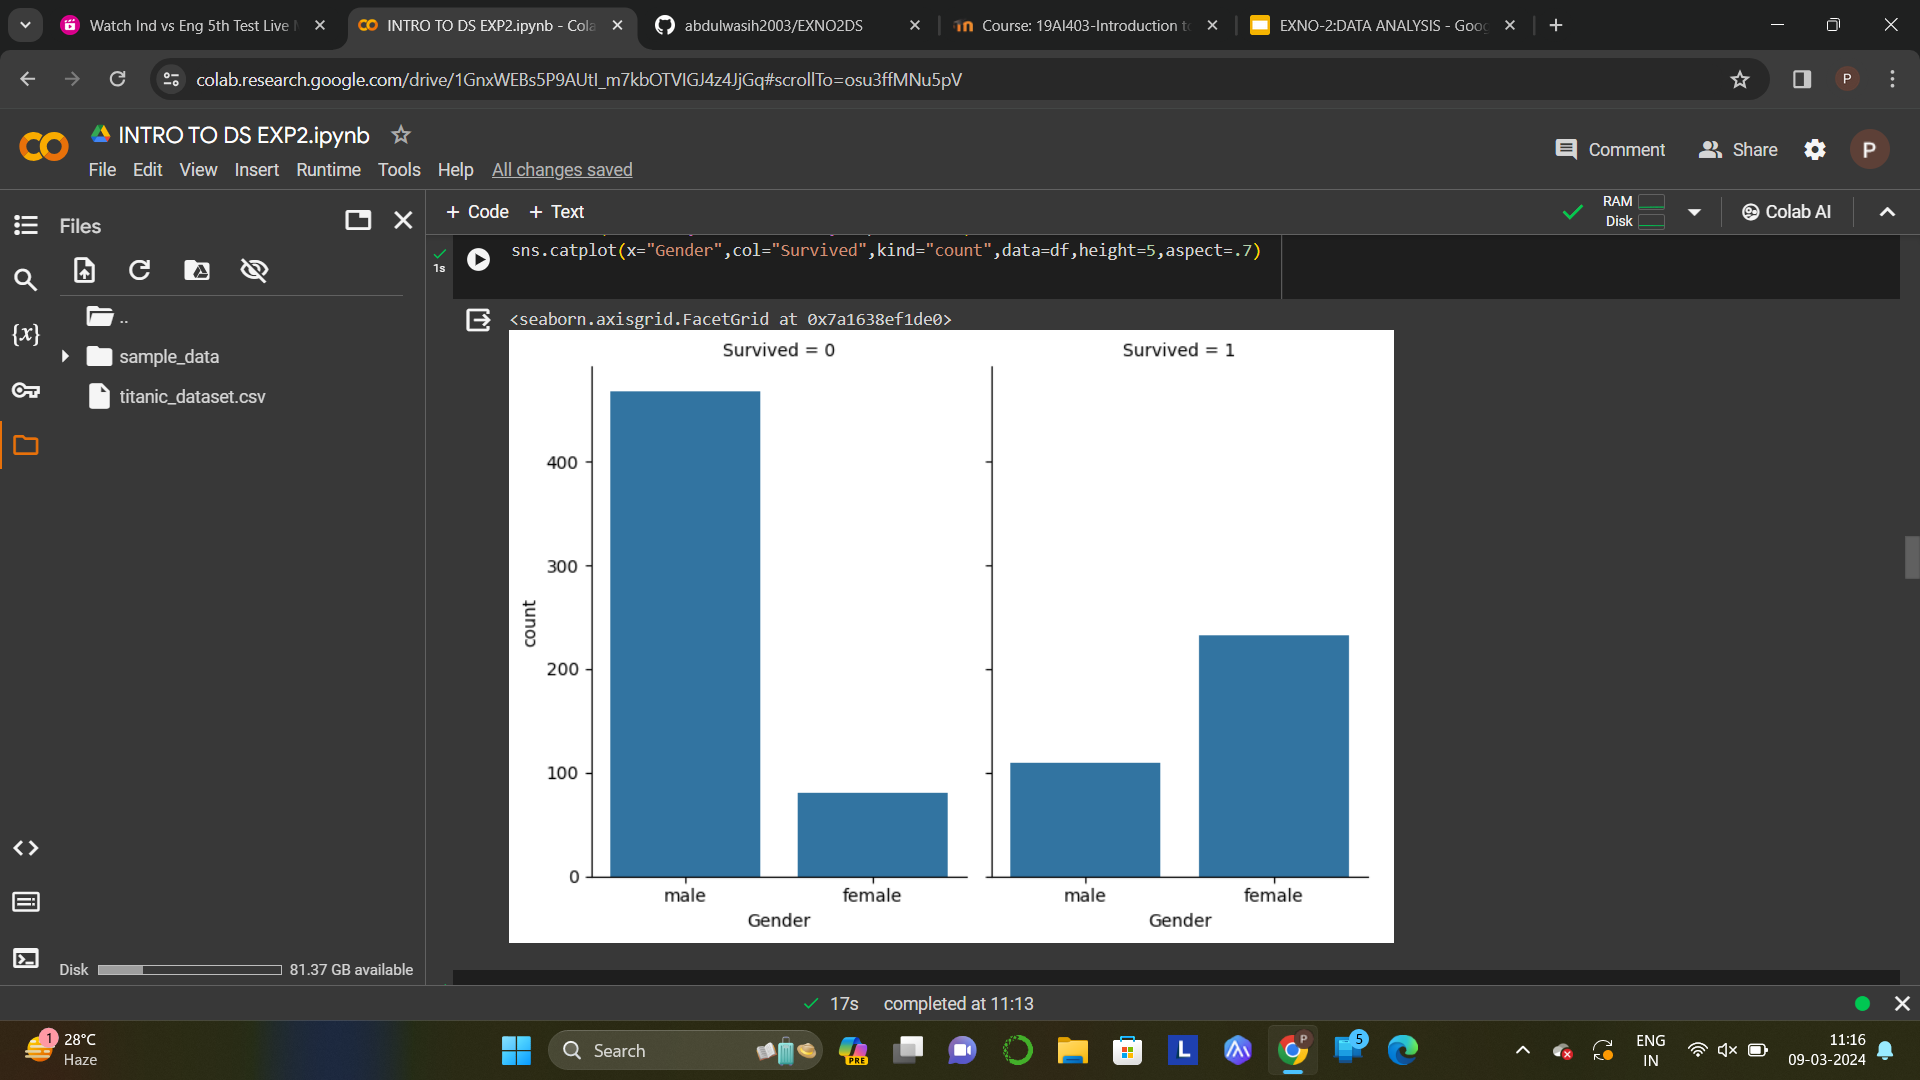 Watch Ind vs Eng 5th Test Live
INTRO TO DS EXP2.ipynb - Cola
abdulwasih2003/EXNO2DS
Course: 19AI403-Introduction to
EXNO-2:DATA ANALYSIS - Goog
colab.research.google.com/drive/1GnxWEBs5P9AUtI_m7kbOTVIGJ4z4JjGq#scrollTo=osu3ffMNu5pV
P
INTRO TO DS EXP2.ipynb
Comment
Share
P
File Edit View Insert Runtime Tools Help All changes saved
Files
+ Code + Text
RAM
Disk
Colab AI
1s
sns.catplot(x="Gender",col="Survived",kind="count",data=df,height=5,aspect=.7)
{x}
..
sample_data
titanic_dataset.csv
<seaborn.axisgrid.FacetGrid at 0x7a1638ef1de0>
Survived = 0
Survived = 1
400
300
200
100
0
count
male
female
male
female
Gender
Gender
Disk
81.37 GB available
17s completed at 11:13
1
28°C
Haze
Search
PRE
L
P
5
ENG
IN
11:16
09-03-2024